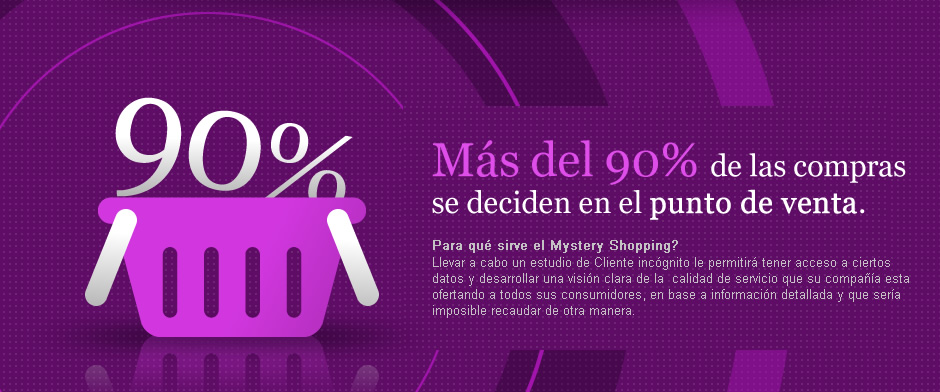 90%
Más del 90% de las compras
se deciden en el punto de venta.
Para qué sirve el Mystery Shopping?
Llevar a cabo un estudio de Cliente incógnito le permitirá tener acceso a ciertos
datos y desarrollar una visión clara de la calidad de servicio que su compañía esta
ofertando a todos sus consumidores, en base a información detallada y que sería
imposible recaudar de otra manera.